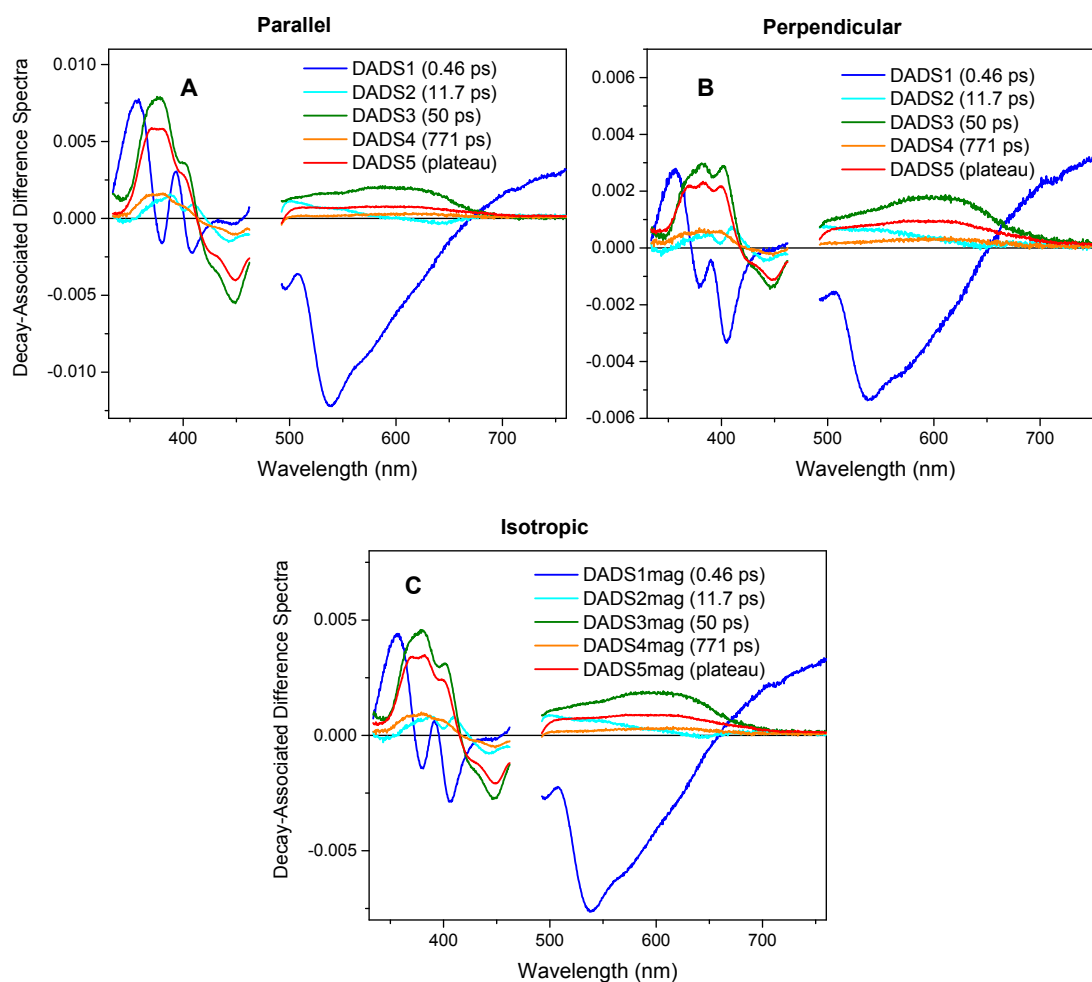 Parallel
A
DADS1 (0.46 ps)
DADS2 (11.7 ps)
DADS3 (50 ps)
DADS4 (771 ps)
DADS5 (plateau)
0.010
0.005
0.000
-0.005
-0.010
400
500
600
700
Wavelength (nm)
Decay-Associated Difference Spectra
Perpendicular
B
DADS1 (0.46 ps)
DADS2 (11.7 ps)
DADS3 (50 ps)
DADS4 (771 ps)
DADS5 (plateau)
0.006
0.004
0.002
0.000
-0.002
-0.004
-0.006
400
500
600
700
Wavelength (nm)
Isotropic
C
DADS1mag (0.46 ps)
DADS2mag (11.7 ps)
DADS3mag (50 ps)
DADS4mag (771 ps)
DADS5mag (plateau)
0.005
0.000
-0.005
400
500
600
700
Wavelength (nm)
Decay-Associated Difference Spectra